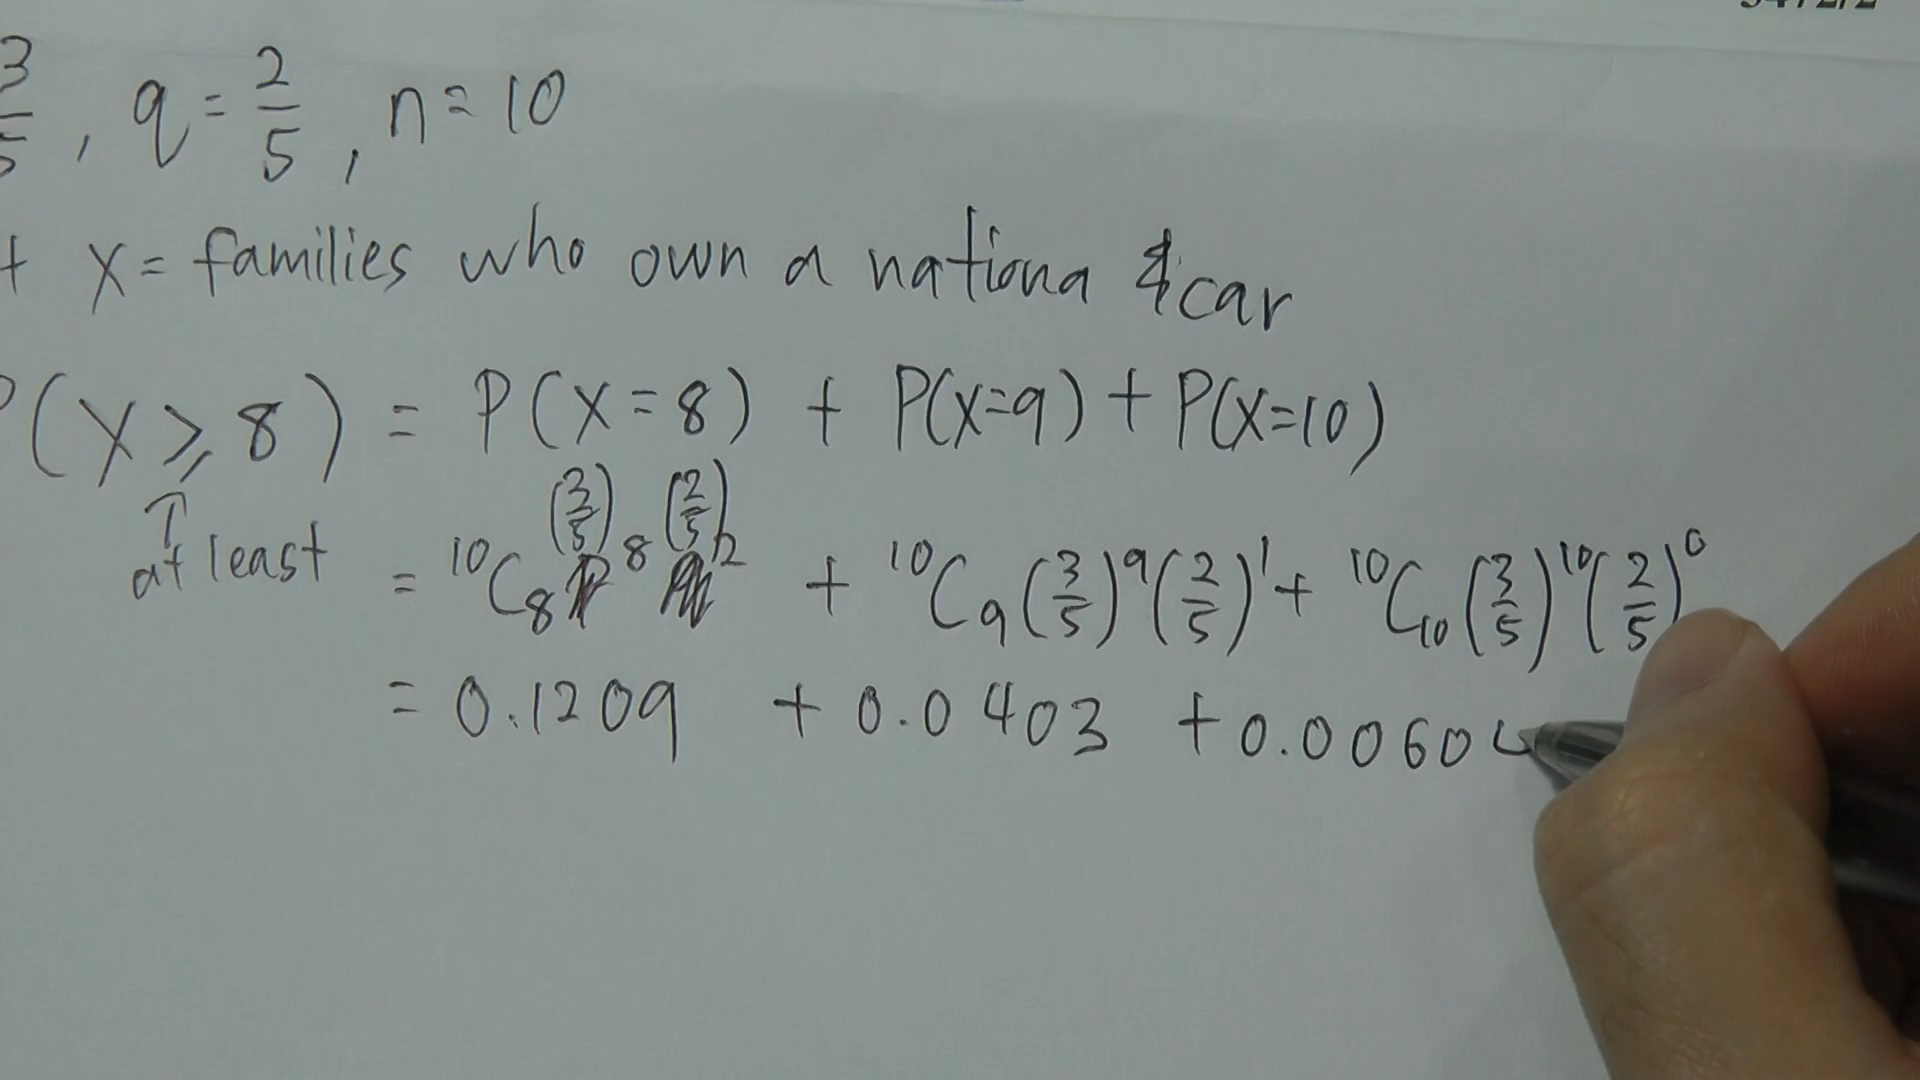 3/5, q = 2/5, n = 10
+ X = families who own a nationa car
P(X ≥ 8) = P(X = 8) + P(X=9) + P(X=10)
↑
at least = ¹⁰C₈ (3/5)⁸ (2/5)² + ¹⁰C₉ (3/5)⁹ (2/5)¹ + ¹⁰C₁₀ (3/5)¹⁰ (2/5)⁰
= 0.1209 + 0.0403 + 0.0060